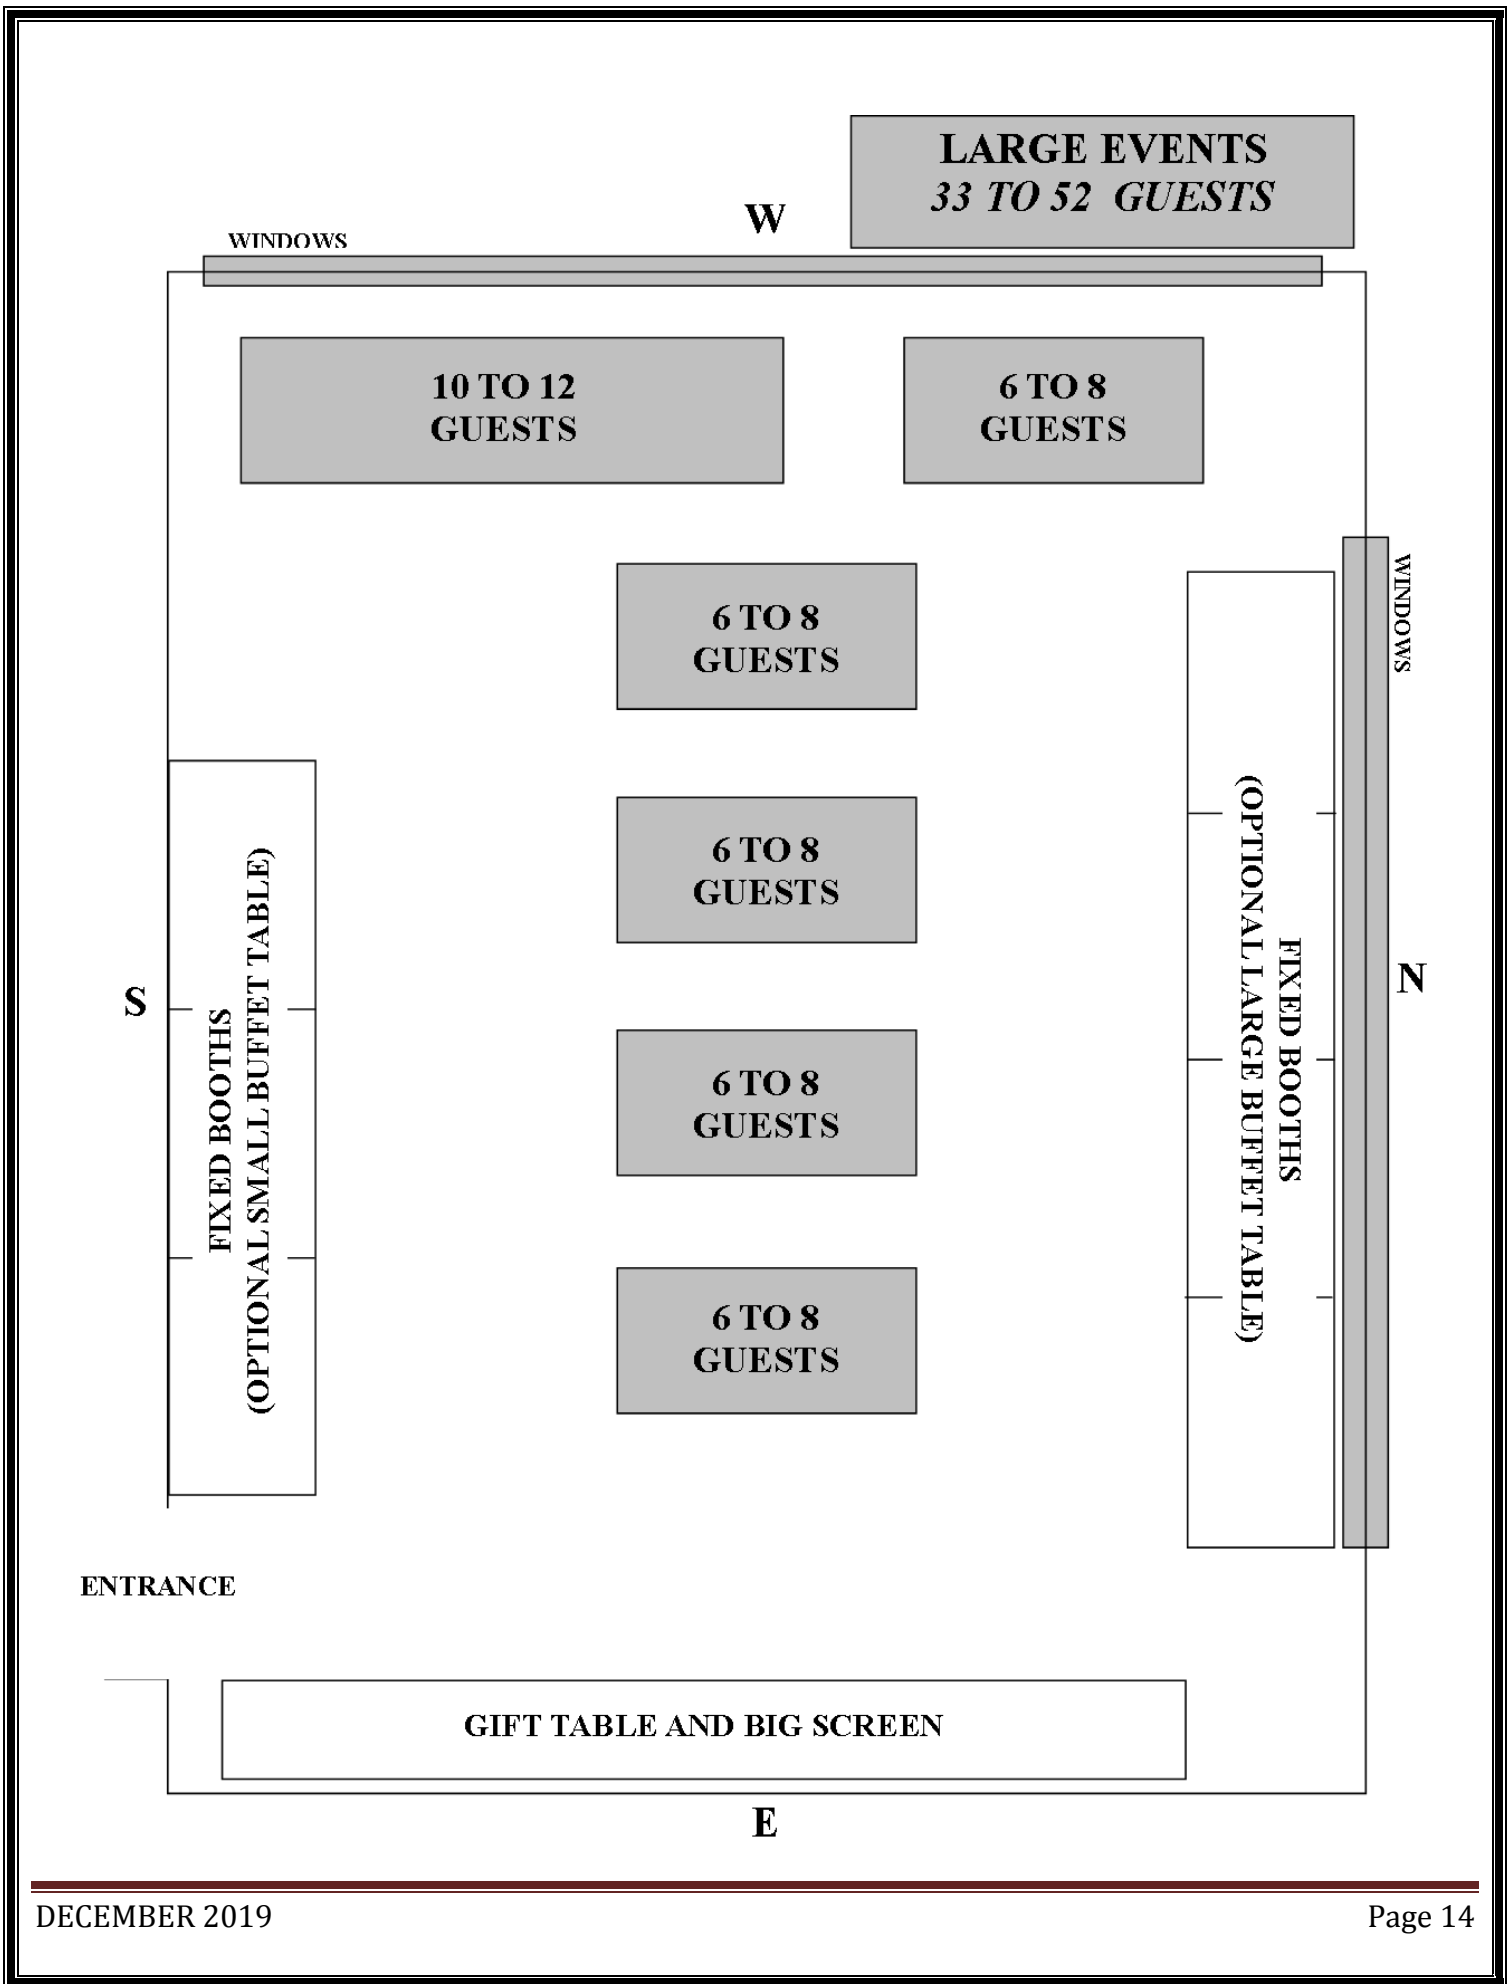 LARGE EVENTS
33 TO 52 GUESTS
W
WINDOWS
10 TO 12
GUESTS
6 TO 8
GUESTS
WINDOWS
6 TO 8
GUESTS
6 TO 8
GUESTS
6 TO 8
GUESTS
6 TO 8
GUESTS
S
FIXED BOOTHS
(OPTIONAL SMALL BUFFET TABLE)
FIXED BOOTHS
(OPTIONAL LARGE BUFFET TABLE)
N
ENTRANCE
GIFT TABLE AND BIG SCREEN
E
DECEMBER 2019
Page 14